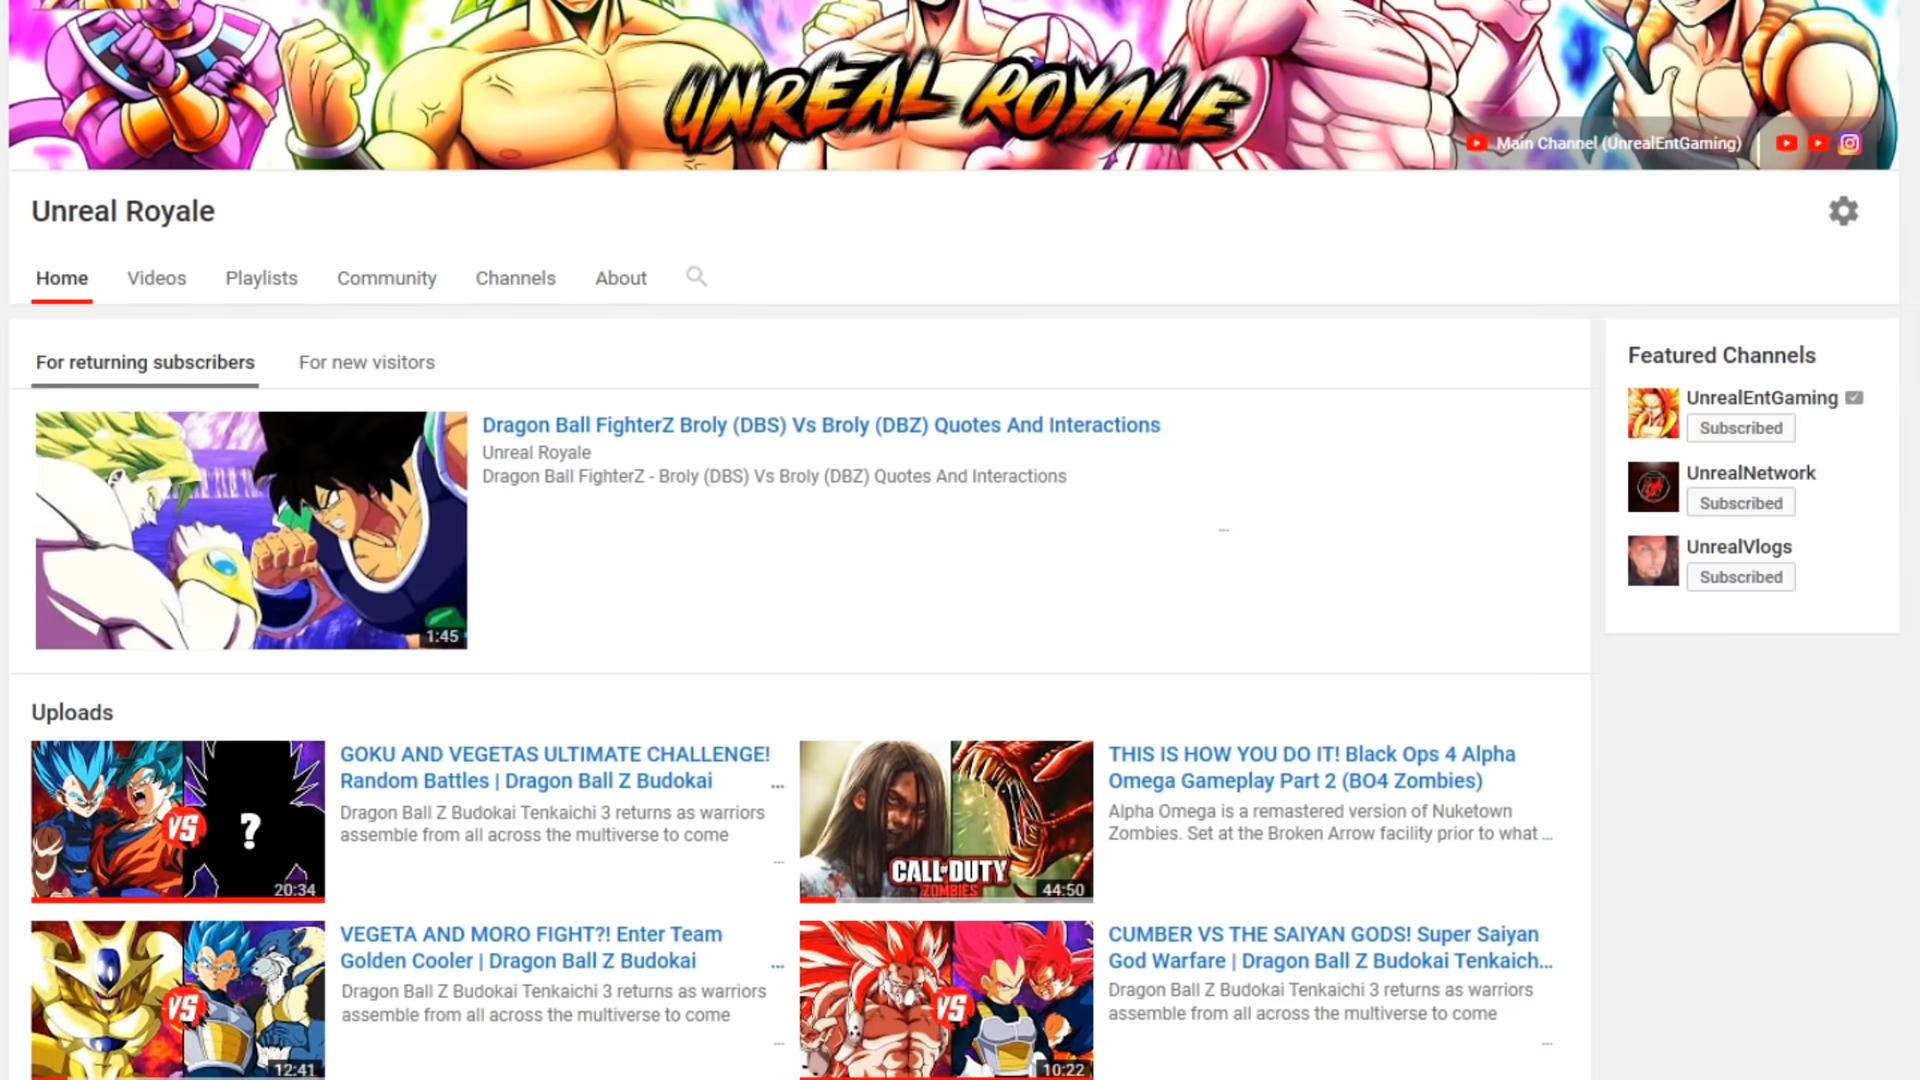 UNREAL ROYALE
Main Channel (UnrealEntGaming)
Unreal Royale
Home Videos Playlists Community Channels About
For returning subscribers For new visitors
Dragon Ball FighterZ Broly (DBS) Vs Broly (DBZ) Quotes And Interactions
Unreal Royale
Dragon Ball FighterZ - Broly (DBS) Vs Broly (DBZ) Quotes And Interactions
...
1:45
Featured Channels
UnrealEntGaming
Subscribed
UnrealNetwork
Subscribed
UnrealVlogs
Subscribed
Uploads
VS
?
20:34
GOKU AND VEGETAS ULTIMATE CHALLENGE!
Random Battles | Dragon Ball Z Budokai ...
Dragon Ball Z Budokai Tenkaichi 3 returns as warriors
assemble from all across the multiverse to come
...
CALL OF DUTY
ZOMBIES
44:50
THIS IS HOW YOU DO IT! Black Ops 4 Alpha
Omega Gameplay Part 2 (BO4 Zombies)
Alpha Omega is a remastered version of Nuketown
Zombies. Set at the Broken Arrow facility prior to what ...
VS
12:41
VEGETA AND MORO FIGHT?! Enter Team
Golden Cooler | Dragon Ball Z Budokai ...
Dragon Ball Z Budokai Tenkaichi 3 returns as warriors
assemble from all across the multiverse to come
...
VS
10:22
CUMBER VS THE SAIYAN GODS! Super Saiyan
God Warfare | Dragon Ball Z Budokai Tenkaich...
Dragon Ball Z Budokai Tenkaichi 3 returns as warriors
assemble from all across the multiverse to come
...